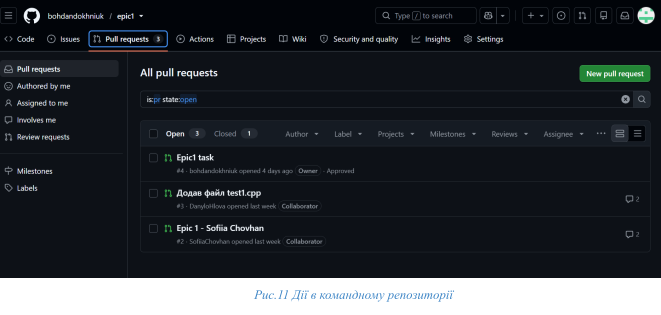 bohdandokhniuk / epic1
Type / to search
Code
Issues
Pull requests 3
Actions
Projects
Wiki
Security and quality
Insights
Settings
Pull requests
Authored by me
Assigned to me
Involves me
Review requests
Milestones
Labels
All pull requests
New pull request
is:pr state:open
Open 3 Closed 1 Author Label Projects Milestones Reviews Assignee
Epic1 task
#4 · bohdandokhniuk opened 4 days ago Owner · Approved
Додав файл test1.cpp
2
#3 · DanyloHlova opened last week Collaborator
Epic 1 - Sofiia Chovhan
2
#2 · SofiiaChovhan opened last week Collaborator
Рис.11 Дії в командному репозиторії